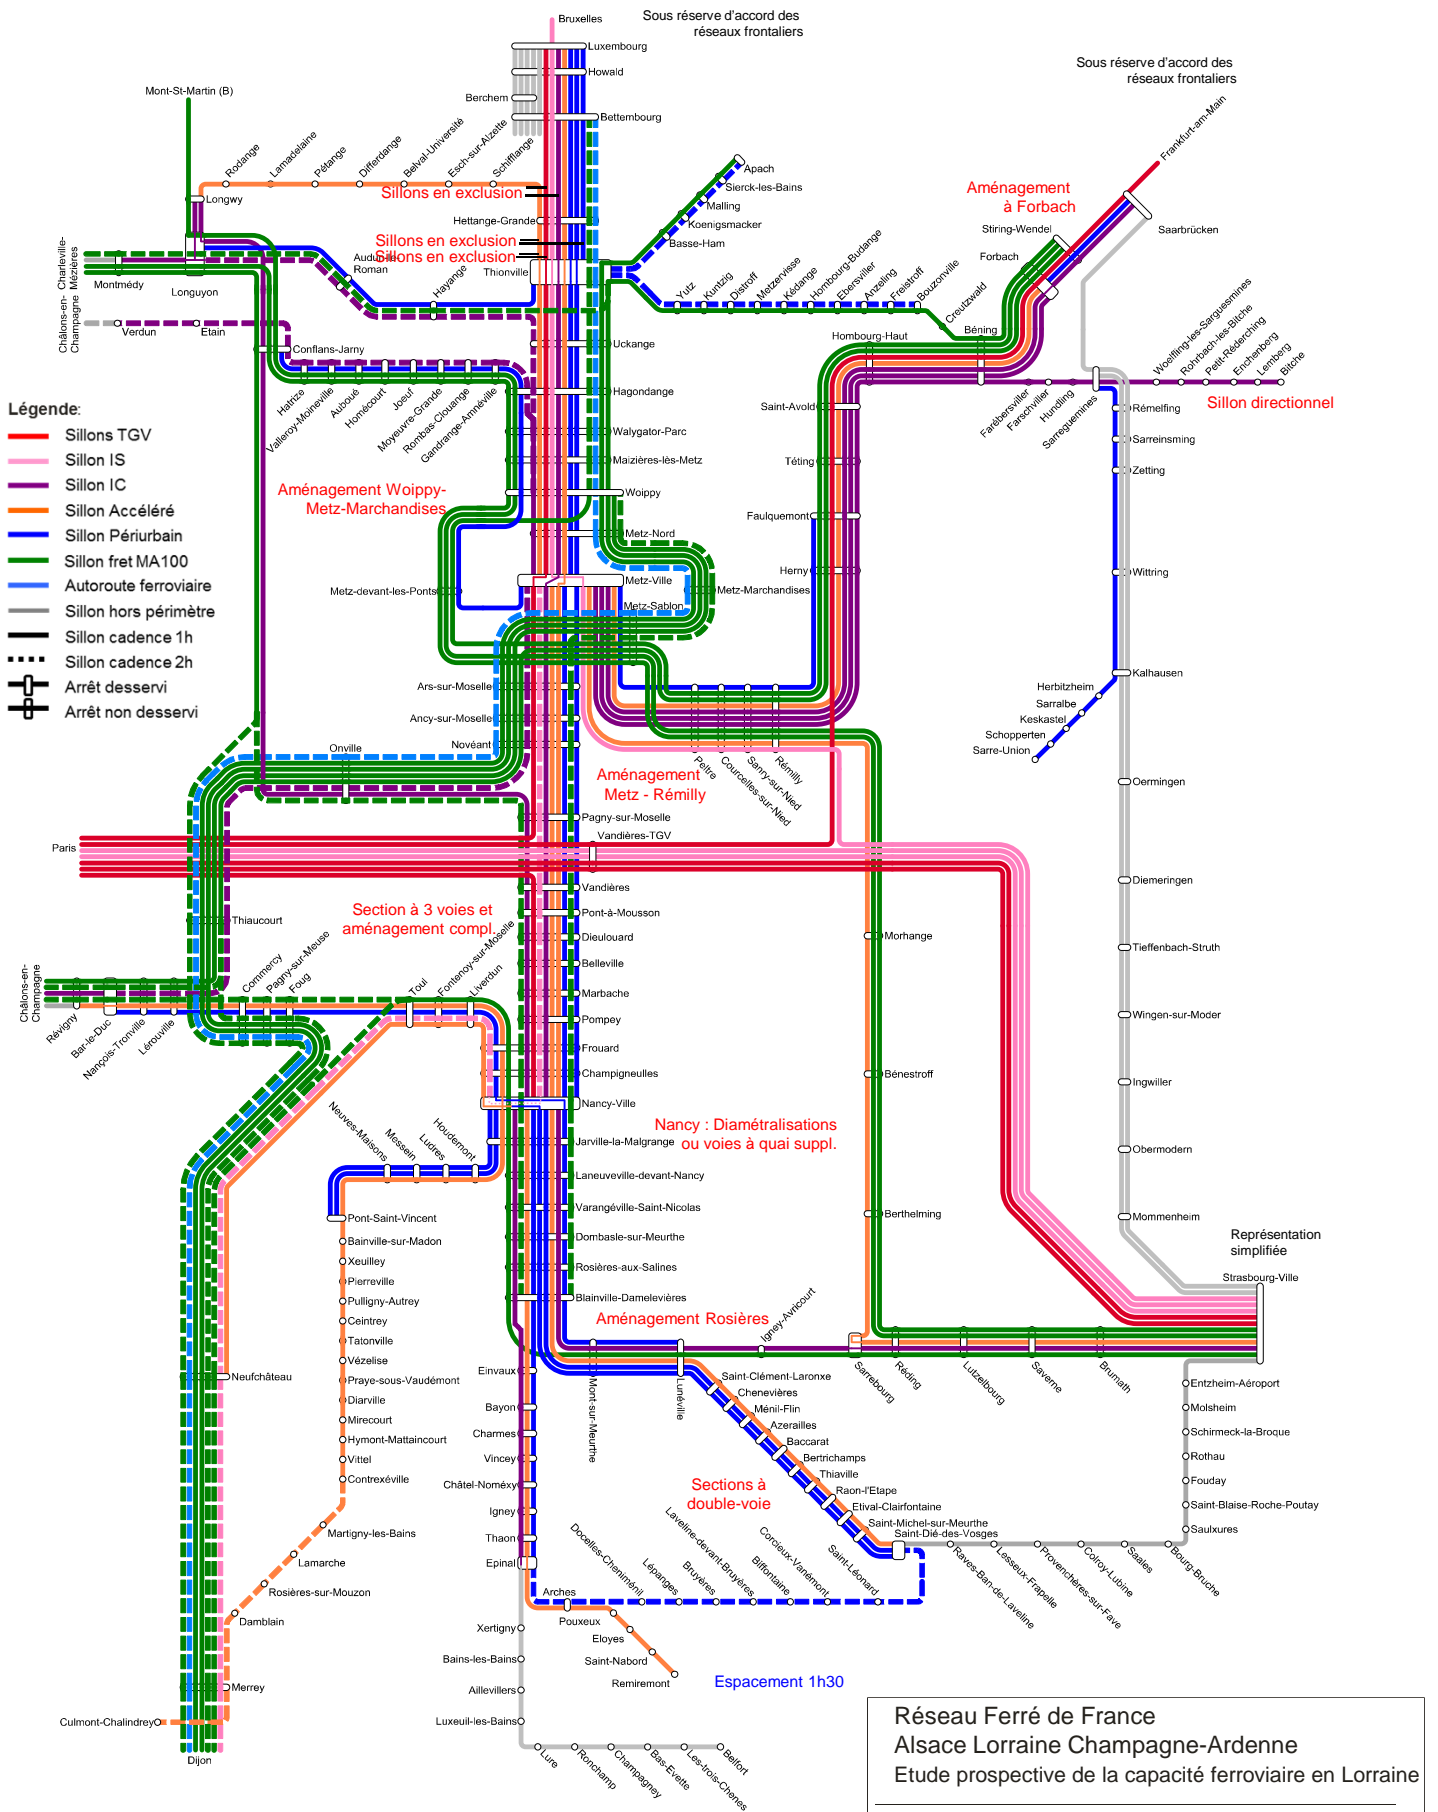 Bruxelles
Sous réserve d'accord des
réseaux frontaliers
Luxembourg
Howald
Berchem
Bettembourg
Sous réserve d'accord des
réseaux frontaliers
Frankfurt-am-Main
Mont-St-Martin (B)
Rodange
Lamadelaine
Pétange
Differdange
Belval-Université
Esch-sur-Alzette
Schifflange
Longwy
Sillons en exclusion
Hettange-Grande
Sillons en exclusion
Sillons en exclusion
Thionville
Apach
Sierck-les-Bains
Malling
Koenigsmacker
Basse-Ham
Aménagement
à Forbach
Stiring-Wendel
Forbach
Saarbrücken
Charleville-
Mézières
Montmédy
Longuyon
Audun-le-
Roman
Hayange
Yutz
Kuntzig
Distroff
Metzervisse
Kédange
Hombourg-Budange
Ebersviller
Anzeling
Freistroff
Bouzonville
Creutzwald
Béning
Hombourg-Haut
Châlons-en-
Champagne
Verdun
Etain
Conflans-Jarny
Uckange
Hagondange
Walygator-Parc
Maizières-lès-Metz
Woippy
Metz-Nord
Metz-Ville
Metz-Sablon
Metz-Marchandises
Metz-devant-les-Ponts
Hatrize
Valleroy-Moineville
Auboué
Homécourt
Joeuf
Moyeuvre-Grande
Rombas-Clouange
Gandrange-Amnéville
Saint-Avold
Téting
Faulquemont
Herny
Farébersviller
Farschviller
Hundling
Sarreguemines
Woelfling-les-Sarguesmines
Rohrbach-les-Bitche
Petit-Réderching
Enchenberg
Lemberg
Bitche
Sillon directionnel
Rémelfing
Sarreinsming
Zetting
Wittring
Kalhausen
Herbitzheim
Sarralbe
Keskastel
Schopperten
Sarre-Union
Oermingen
Diemeringen
Tieffenbach-Struth
Wingen-sur-Moder
Ingwiller
Obermodern
Mommenheim
Légende:
Sillons TGV
Sillon IS
Sillon IC
Sillon Accéléré
Sillon Périurbain
Sillon fret MA100
Autoroute ferroviaire
Sillon hors périmètre
Sillon cadence 1h
Sillon cadence 2h
Arrêt desservi
Arrêt non desservi
Aménagement Woippy-
Metz-Marchandises
Ars-sur-Moselle
Ancy-sur-Moselle
Novéant
Onville
Peltre
Courcelles-sur-Nied
Sanry-sur-Nied
Rémilly
Aménagement
Metz - Rémilly
Pagny-sur-Moselle
Vandières-TGV
Paris
Vandières
Pont-à-Mousson
Dieulouard
Belleville
Marbache
Pompey
Frouard
Champigneulles
Nancy-Ville
Section à 3 voies et
aménagement compl.
Thiaucourt
Châlons-en-
Champagne
Révigny
Bar-le-Duc
Nançois-Tronville
Lérouville
Commercy
Pagny-sur-Meuse
Foug
Toul
Fontenoy-sur-Moselle
Liverdun
Morhange
Bénestroff
Berthelming
Nancy : Diamétralisations
ou voies à quai suppl.
Neuves-Maisons
Messein
Ludres
Houdemont
Jarville-la-Malgrange
Laneuveville-devant-Nancy
Varangéville-Saint-Nicolas
Dombasle-sur-Meurthe
Rosières-aux-Salines
Blainville-Damelevières
Aménagement Rosières
Pont-Saint-Vincent
Bainville-sur-Madon
Xeuilley
Pierreville
Pulligny-Autrey
Ceintrey
Tatonville
Vézelise
Praye-sous-Vaudémont
Diarville
Mirecourt
Hymont-Mattaincourt
Vittel
Contrexéville
Martigny-les-Bains
Lamarche
Rosières-sur-Mouzon
Damblain
Neufchâteau
Merrey
Culmont-Chalindrey
Dijon
Représentation
simplifiée
Strasbourg-Ville
Igney-Avricourt
Sarrebourg
Réding
Lutzelbourg
Saverne
Brumath
Einvaux
Bayon
Charmes
Vincey
Châtel-Noméxy
Igney
Thaon
Epinal
Mont-sur-Meurthe
Lunéville
Saint-Clément-Laronxe
Chenevières
Ménil-Flin
Azerailles
Baccarat
Bertrichamps
Thiaville
Raon-l'Etape
Etival-Clairfontaine
Saint-Michel-sur-Meurthe
Saint-Dié-des-Vosges
Entzheim-Aéroport
Molsheim
Schirmeck-la-Broque
Rothau
Fouday
Saint-Blaise-Roche-Poutay
Saulxures
Sections à
double-voie
Raves-Ban-de-Laveline
Lesseux-Frapelle
Provenchères-sur-Fave
Colroy-Lubine
Saales
Bourg-Bruche
Arches
Docelles-Cheniménil
Lépanges
Bruyères
Laveline-devant-Bruyères
Biffontaine
Corcieux-Vanémont
Saint-Léonard
Pouxeux
Eloyes
Saint-Nabord
Remiremont
Espacement 1h30
Xertigny
Bains-les-Bains
Aillevillers
Luxeuil-les-Bains
Lure
Ronchamp
Champagney
Bas-Evette
Les-trois-Chenes
Belfort
Réseau Ferré de France
Alsace Lorraine Champagne-Ardenne
Etude prospective de la capacité ferroviaire en Lorraine